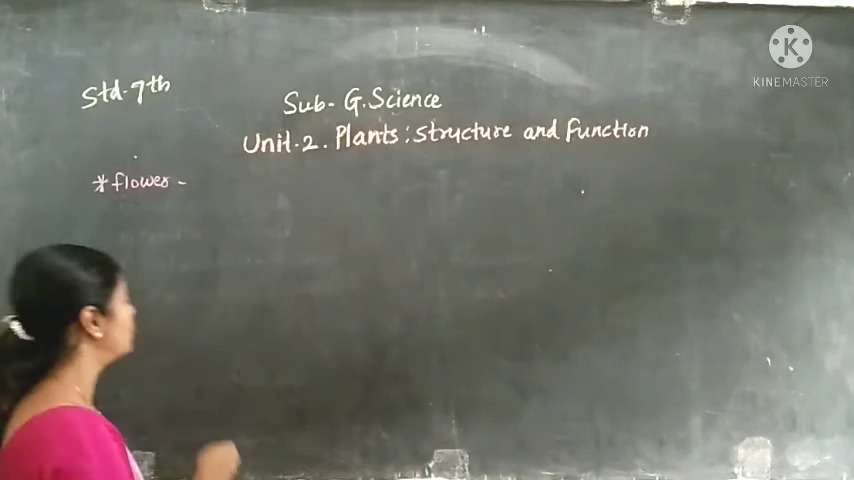 Std. 7th
Sub- G. Science
Unit. 2. Plants : Structure and Function
* flower -
K
KINEMASTER